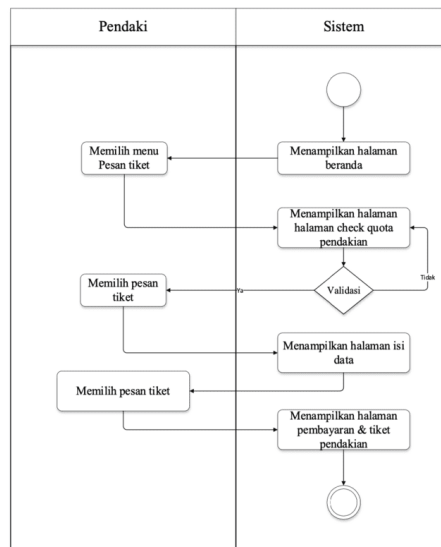 Pendaki
Sistem
Menampilkan halaman
beranda
Memilih menu
Pesan tiket
Menampilkan halaman
halaman check quota
pendakian
Tidak
Validasi
Ya
Memilih pesan
tiket
Menampilkan halaman isi
data
Memilih pesan tiket
Menampilkan halaman
pembayaran & tiket
pendakian